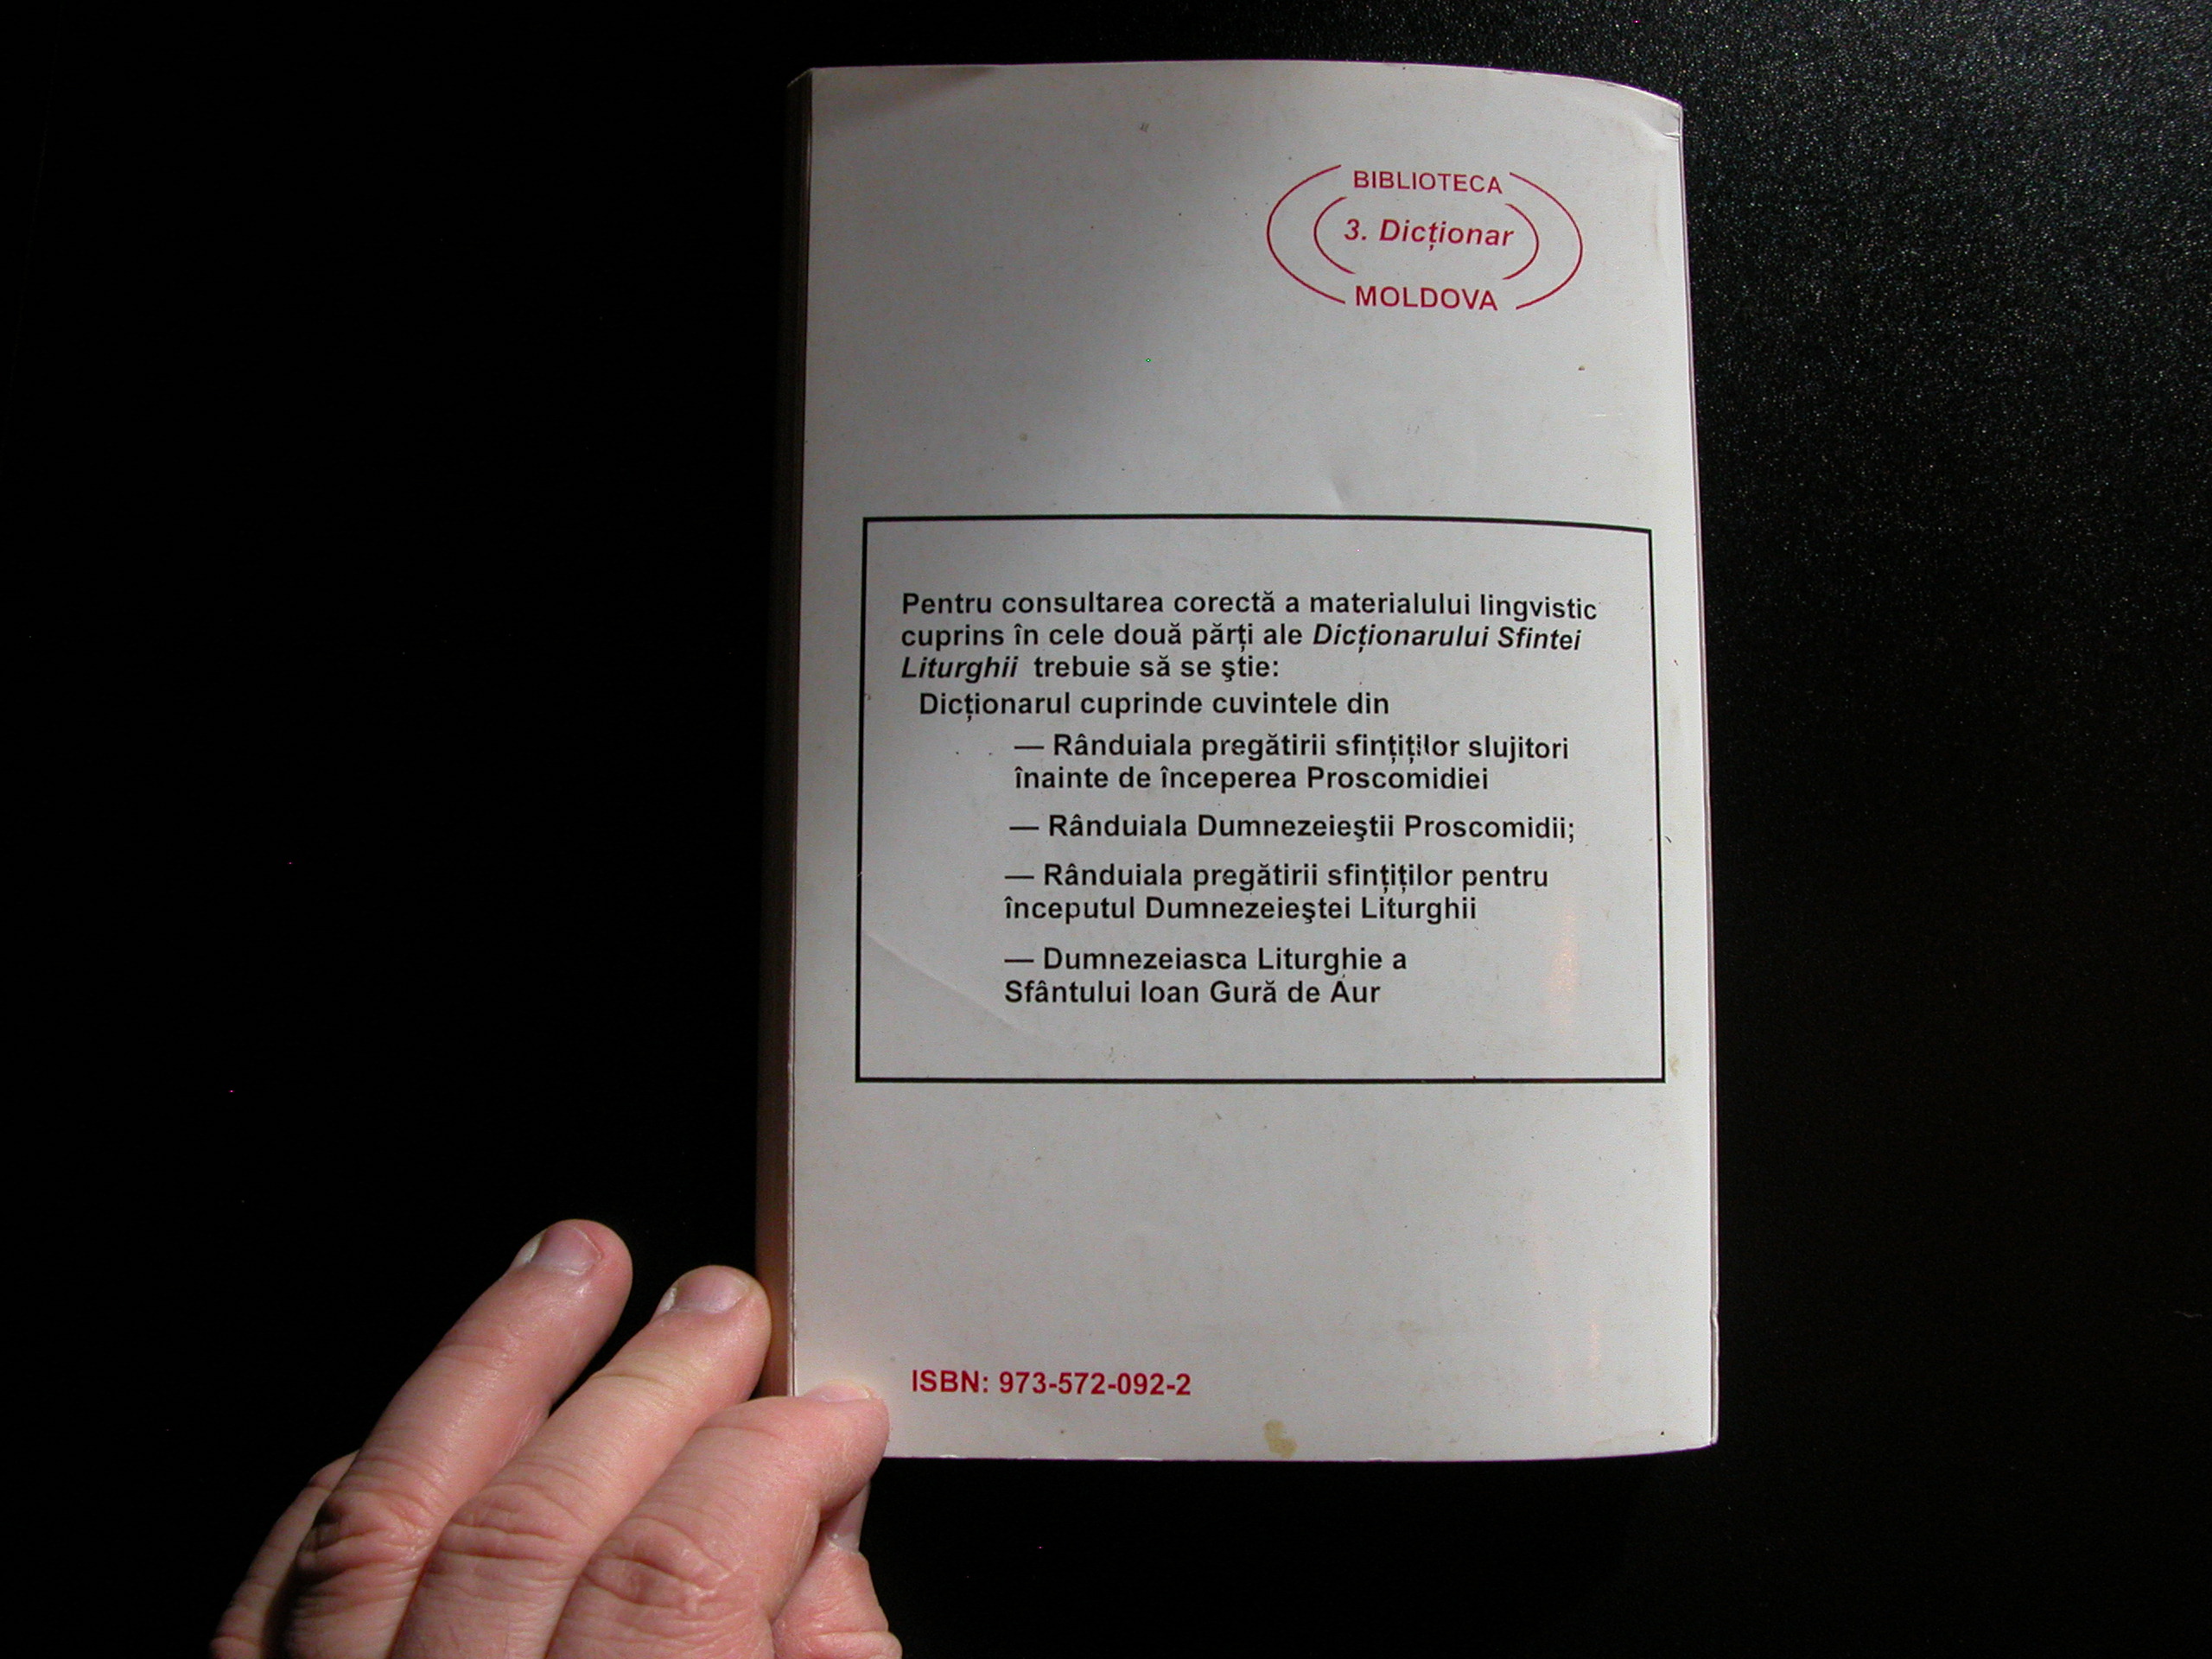 BIBLIOTECA
3. Dicționar
MOLDOVA
Pentru consultarea corectă a materialului lingvistic
cuprins în cele două părți ale Dicționarului Sfintei
Liturghii trebuie să se ştie:
Dicționarul cuprinde cuvintele din
— Rânduiala pregătirii sfințiților slujitori
înainte de începerea Proscomidiei
— Rânduiala Dumnezeieştii Proscomidii;
— Rânduiala pregătirii sfințiților pentru
începutul Dumnezeieştei Liturghii
— Dumnezeiasca Liturghie a
Sfântului Ioan Gură de Aur
ISBN: 973-572-092-2